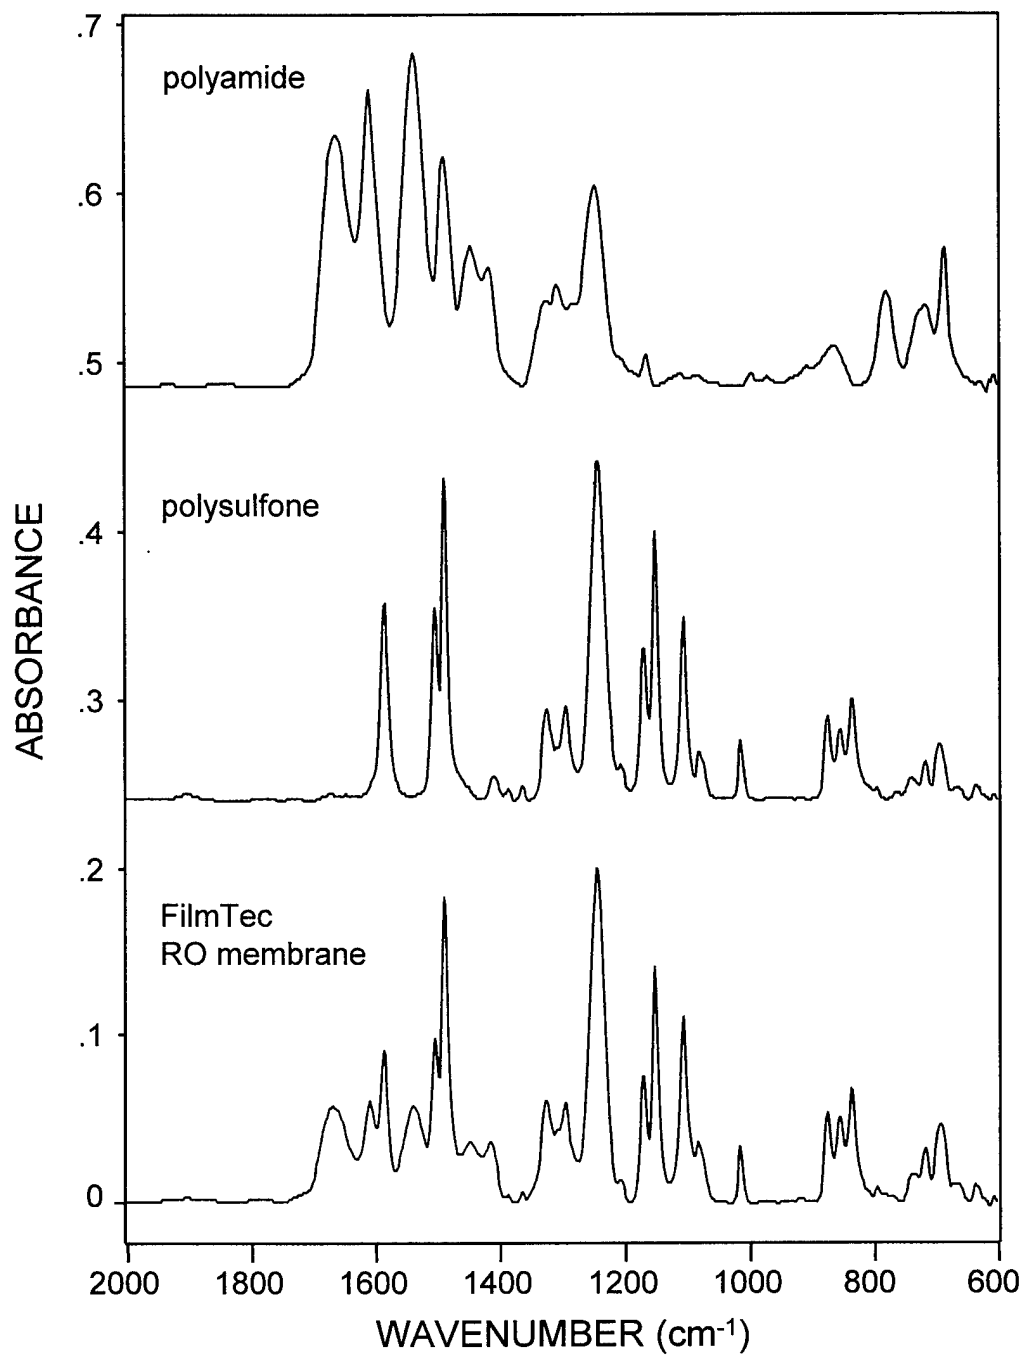 .7
polyamide
.6
.5
polysulfone
.4
ABSORBANCE
.3
.2
FilmTec
RO membrane
.1
0
2000 1800 1600 1400 1200 1000 800 600
WAVENUMBER (cm-1)